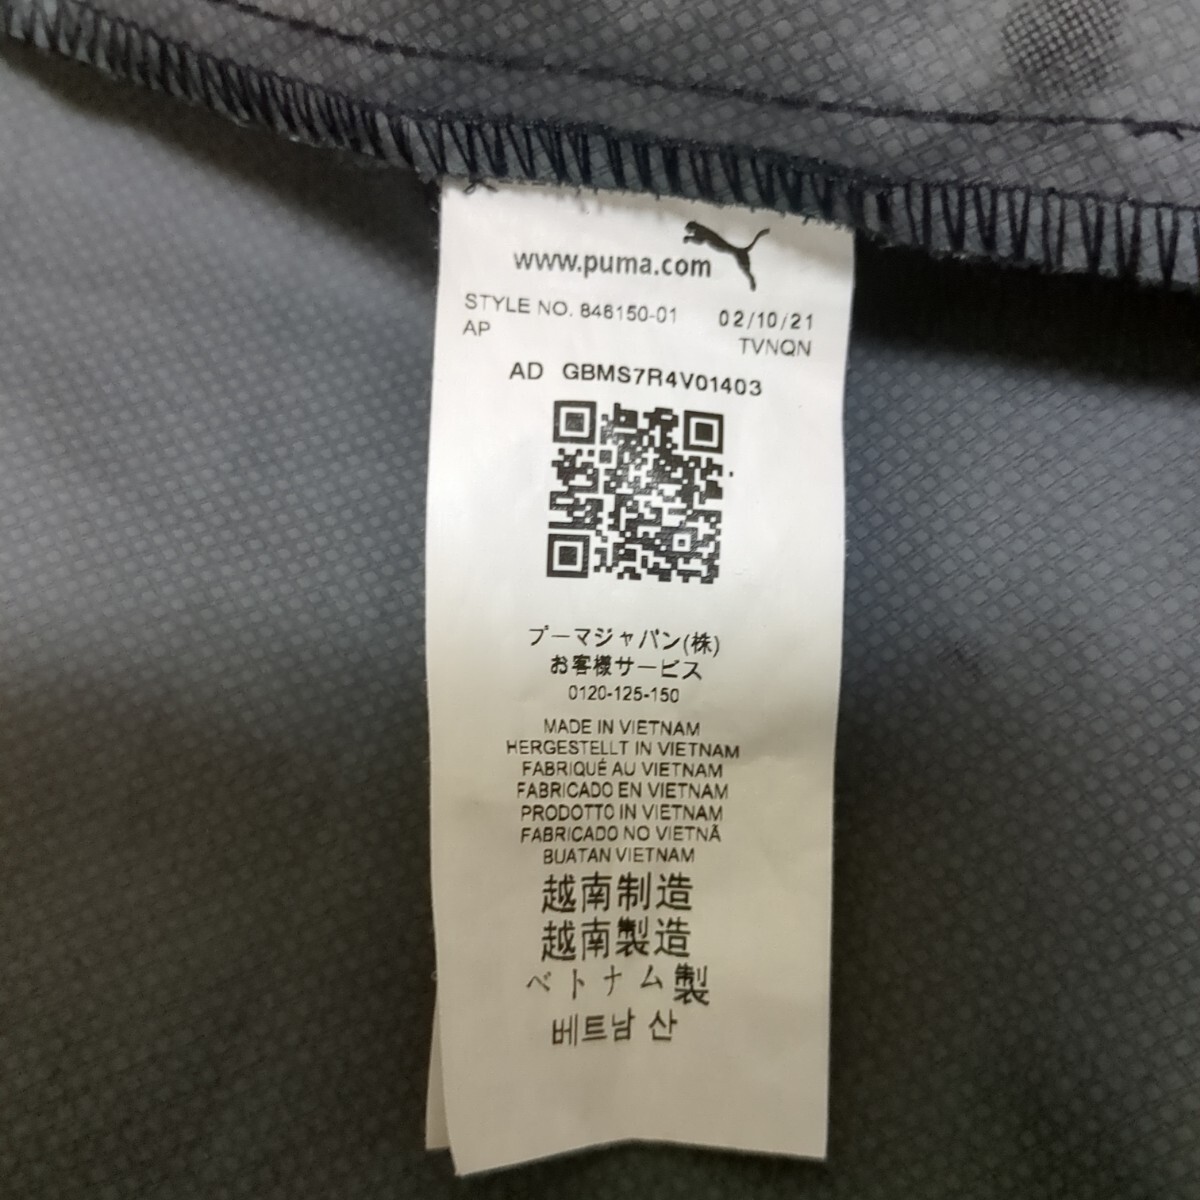 www.puma.com
STYLE NO. 846150-01 02/10/21
AP TVNQN
AD GBMS7R4V01403
プーマジャパン(株)
お客様サービス
0120-125-150
MADE IN VIETNAM
HERGESTELLT IN VIETNAM
FABRIQUÉ AU VIETNAM
FABRICADO EN VIETNAM
PRODOTTO IN VIETNAM
FABRICADO NO VIETNÃ
BUATAN VIETNAM
越南制造
越南製造
ベトナム製
베트남 산